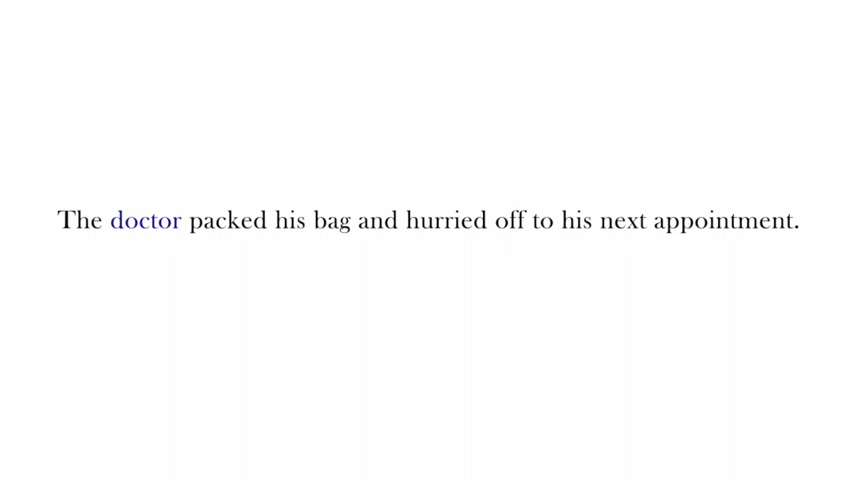 The doctor packed his bag and hurried off to his next appointment.